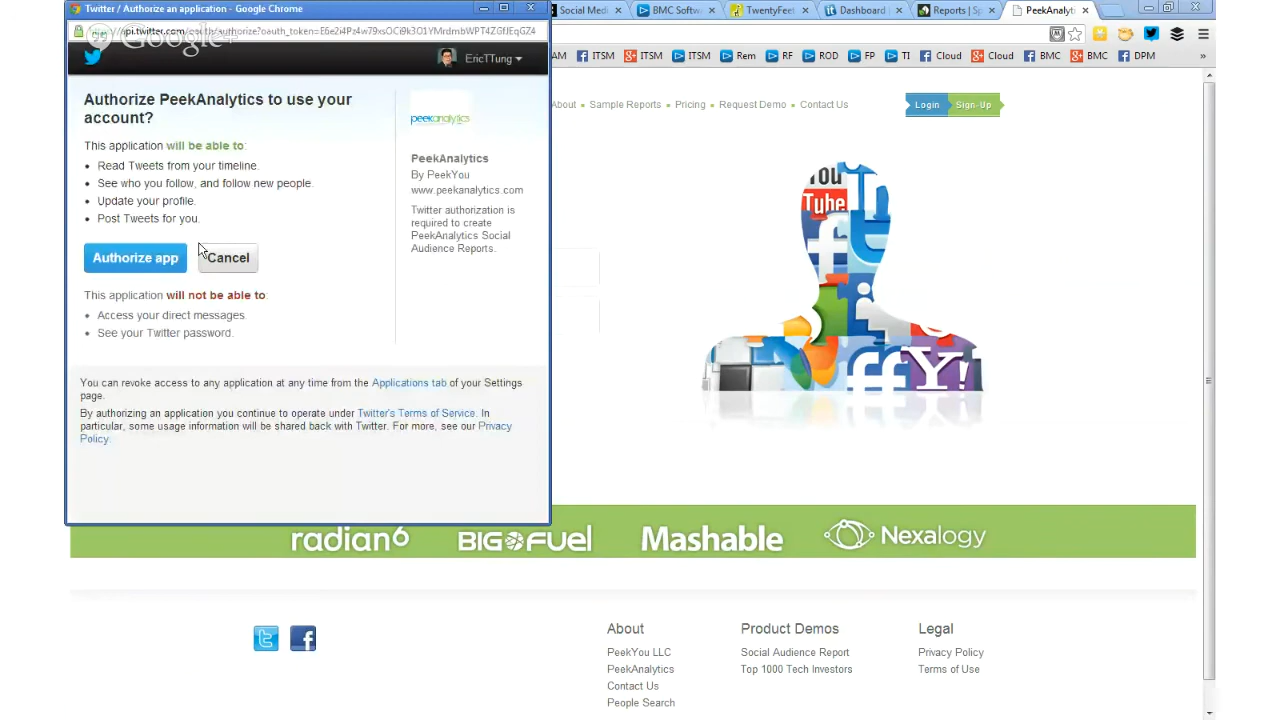 Twitter / Authorize an application - Google Chrome
Social Medi
BMC Softw
TwentyFeet
Dashboard
Reports | Sp
PeekAnalyti
Google+
EricTTung
ITSM
ITSM
ITSM
Rem
RF
ROD
FP
TI
Cloud
Cloud
BMC
BMC
DPM
»
About
Sample Reports
Pricing
Request Demo
Contact Us
Login
Sign-Up
Authorize PeekAnalytics to use your
account?
This application will be able to:
Read Tweets from your timeline.
See who you follow, and follow new people.
Update your profile.
Post Tweets for you.
Authorize app
Cancel
This application will not be able to:
Access your direct messages.
See your Twitter password.
peekanalytics
PeekAnalytics
By PeekYou
www.peekanalytics.com
Twitter authorization is
required to create
PeekAnalytics Social
Audience Reports.
You can revoke access to any application at any time from the Applications tab of your Settings
page.
By authorizing an application you continue to operate under Twitter's Terms of Service. In
particular, some usage information will be shared back with Twitter. For more, see our Privacy
Policy.
You
Tube
radian6
BIG FUEL
Mashable
Nexalogy
About
PeekYou LLC
PeekAnalytics
Contact Us
People Search
Product Demos
Social Audience Report
Top 1000 Tech Investors
Legal
Privacy Policy
Terms of Use